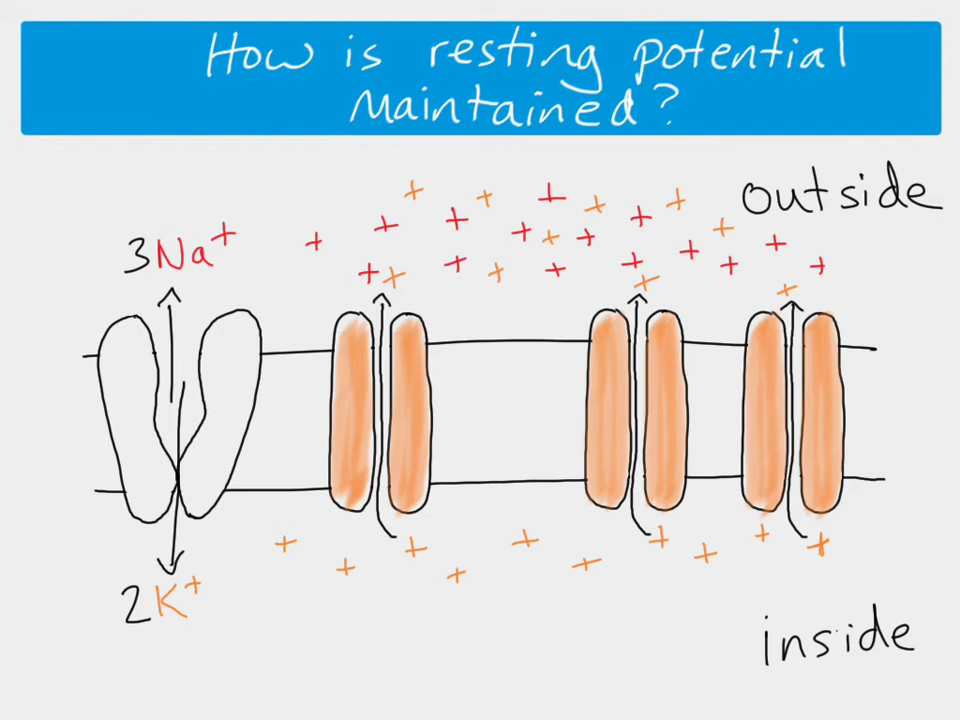 How is resting potential
Maintained?
outside
3Na+
2K+
inside